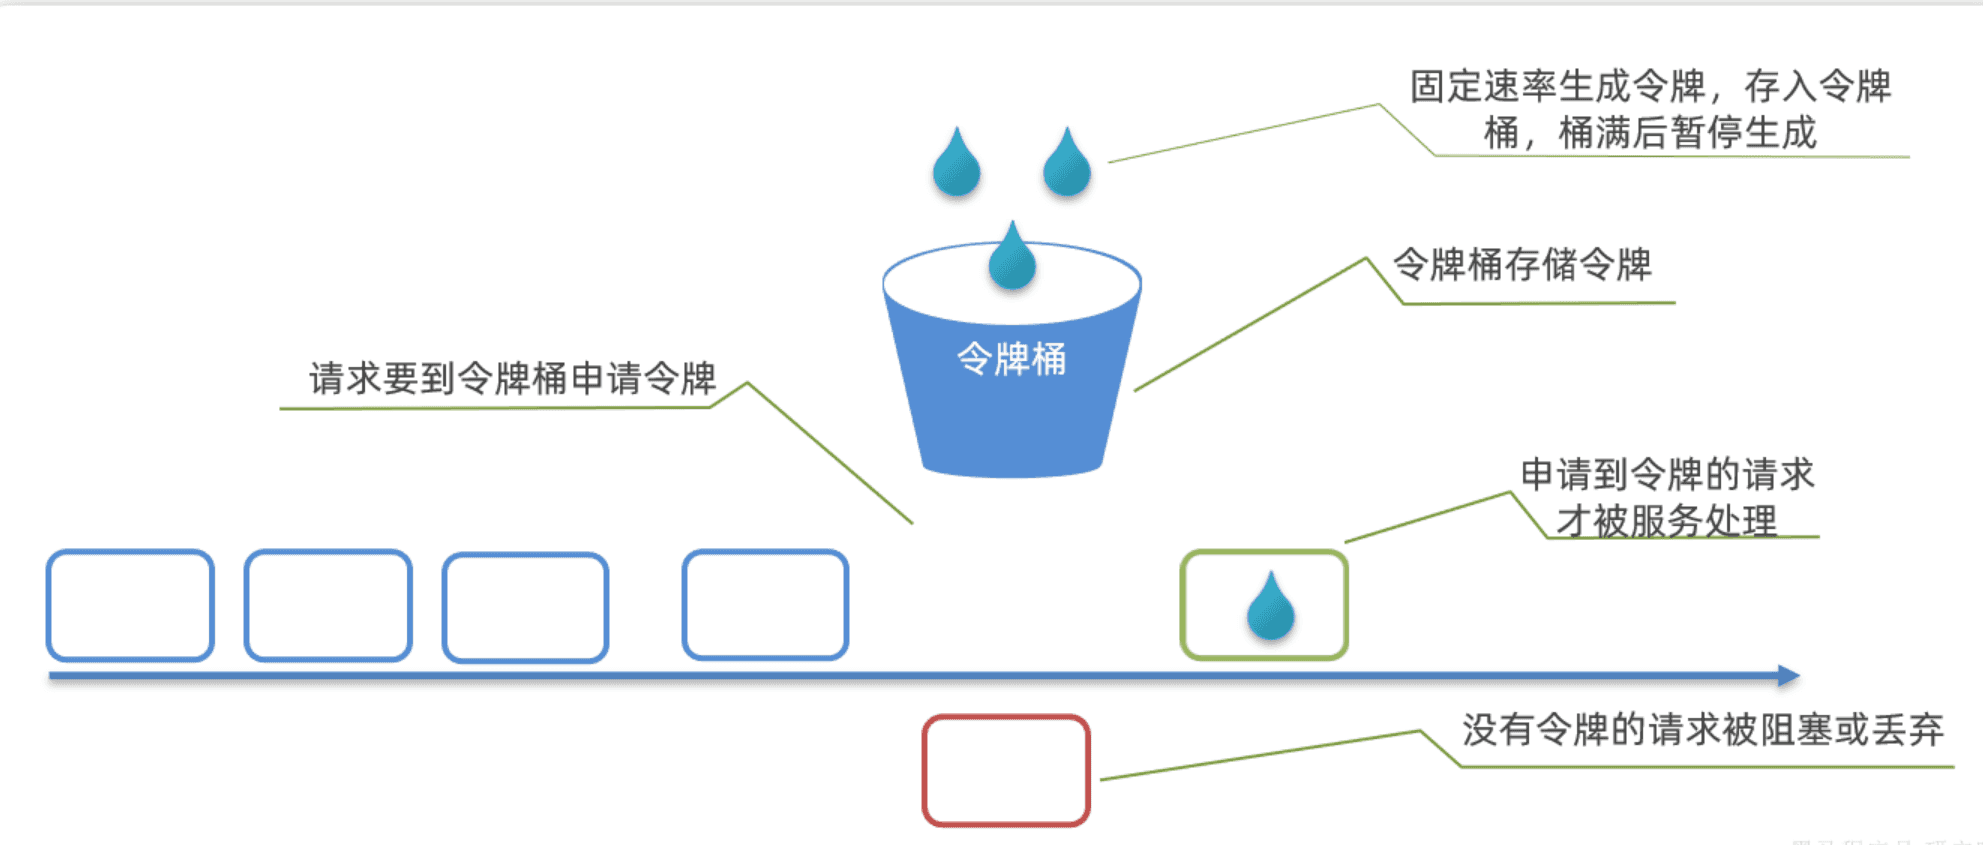 固定速率生成令牌，存入令牌
桶，桶满后暂停生成
令牌桶存储令牌
令牌桶
请求要到令牌桶申请令牌
申请到令牌的请求
才被服务处理
没有令牌的请求被阻塞或丢弃